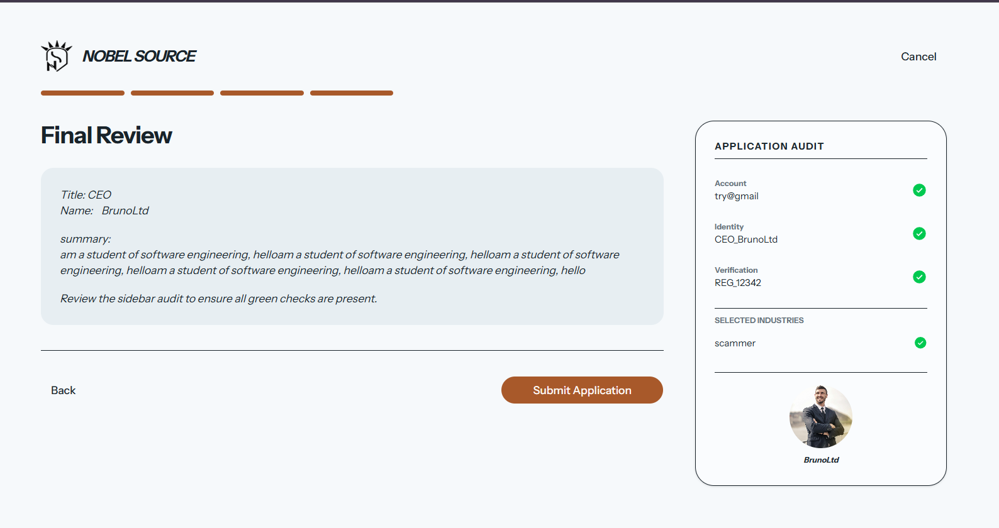 NOBEL SOURCE
Cancel
Final Review
Title: CEO
Name: BrunoLtd
summary:
am a student of software engineering, helloam a student of software engineering, helloam a student of software
engineering, helloam a student of software engineering, helloam a student of software engineering, hello
Review the sidebar audit to ensure all green checks are present.
Back
Submit Application
APPLICATION AUDIT
Account
try@gmail
Identity
CEO_BrunoLtd
Verification
REG_12342
SELECTED INDUSTRIES
scammer
BrunoLtd